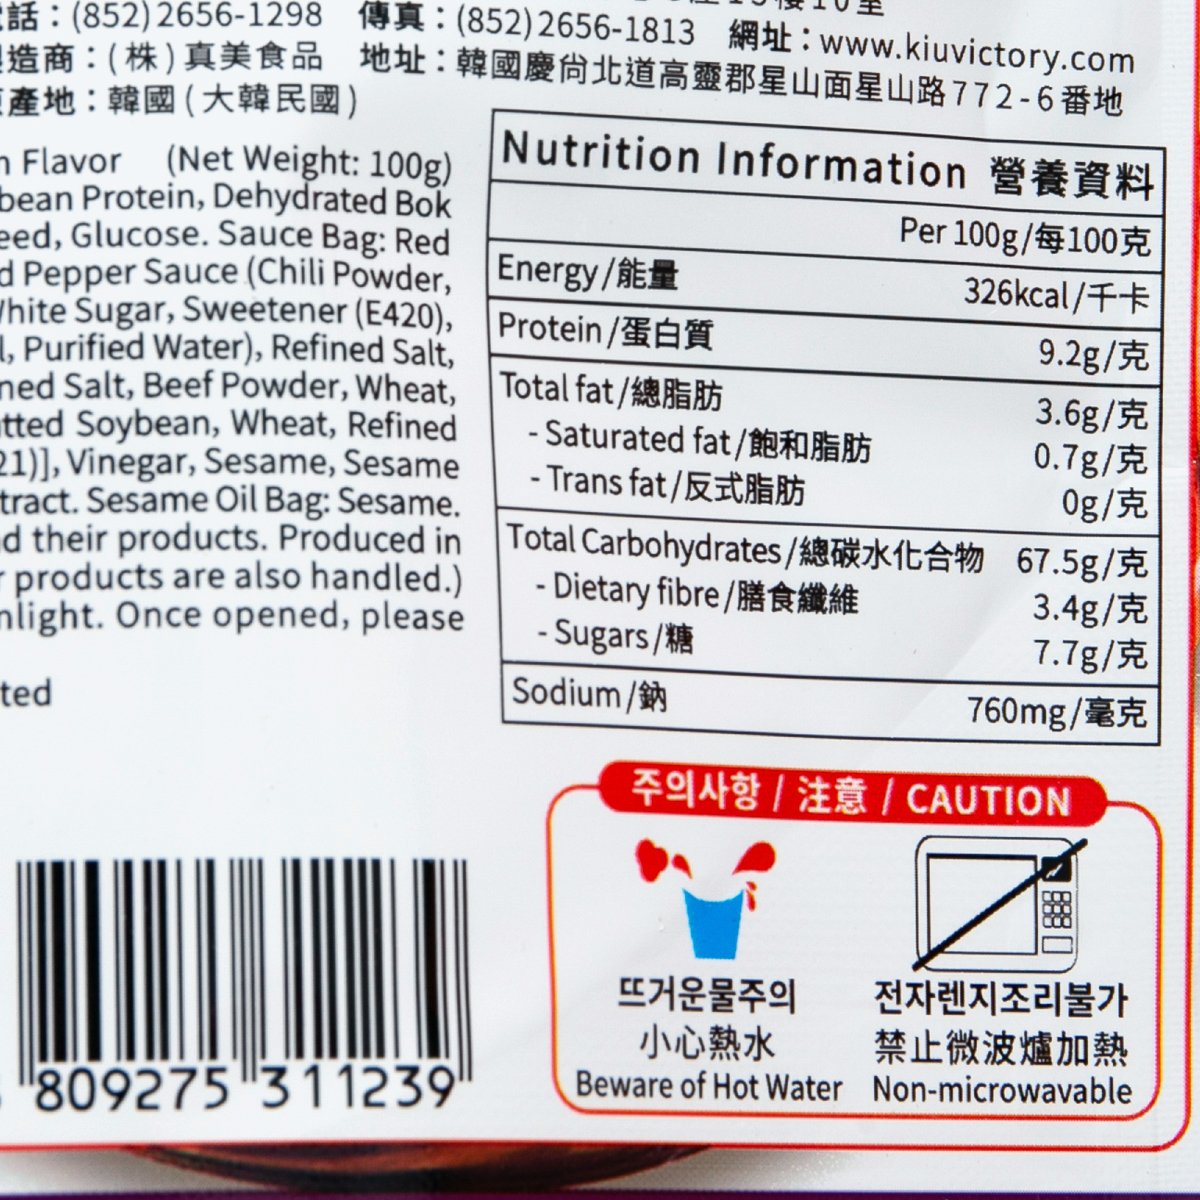 話：(852)2656-1298 傳真：(852)2656-1813 網址：www.kiuvictory.com
造商：(株)真美食品 地址：韓國慶尙北道高靈郡星山面星山路772-6番地
產地：韓國(大韓民國)
Flavor (Net Weight: 100g)
bean Protein, Dehydrated Bok
eed, Glucose. Sauce Bag: Red
d Pepper Sauce (Chili Powder,
hite Sugar, Sweetener (E420),
l, Purified Water), Refined Salt,
ned Salt, Beef Powder, Wheat,
tted Soybean, Wheat, Refined
21)], Vinegar, Sesame, Sesame
tract. Sesame Oil Bag: Sesame.
d their products. Produced in
r products are also handled.)
nlight. Once opened, please
ted
Nutrition Information 營養資料
Per 100g/每100克
Energy/能量 326kcal/千卡
Protein/蛋白質 9.2g/克
Total fat/總脂肪 3.6g/克
- Saturated fat/飽和脂肪 0.7g/克
- Trans fat/反式脂肪 0g/克
Total Carbohydrates/總碳水化合物 67.5g/克
- Dietary fibre/膳食纖維 3.4g/克
- Sugars/糖 7.7g/克
Sodium/鈉 760mg/毫克
주의사항 / 注意 / CAUTION
뜨거운물주의 전자렌지조리불가
小心熱水 禁止微波爐加熱
Beware of Hot Water Non-microwavable
809275 311239